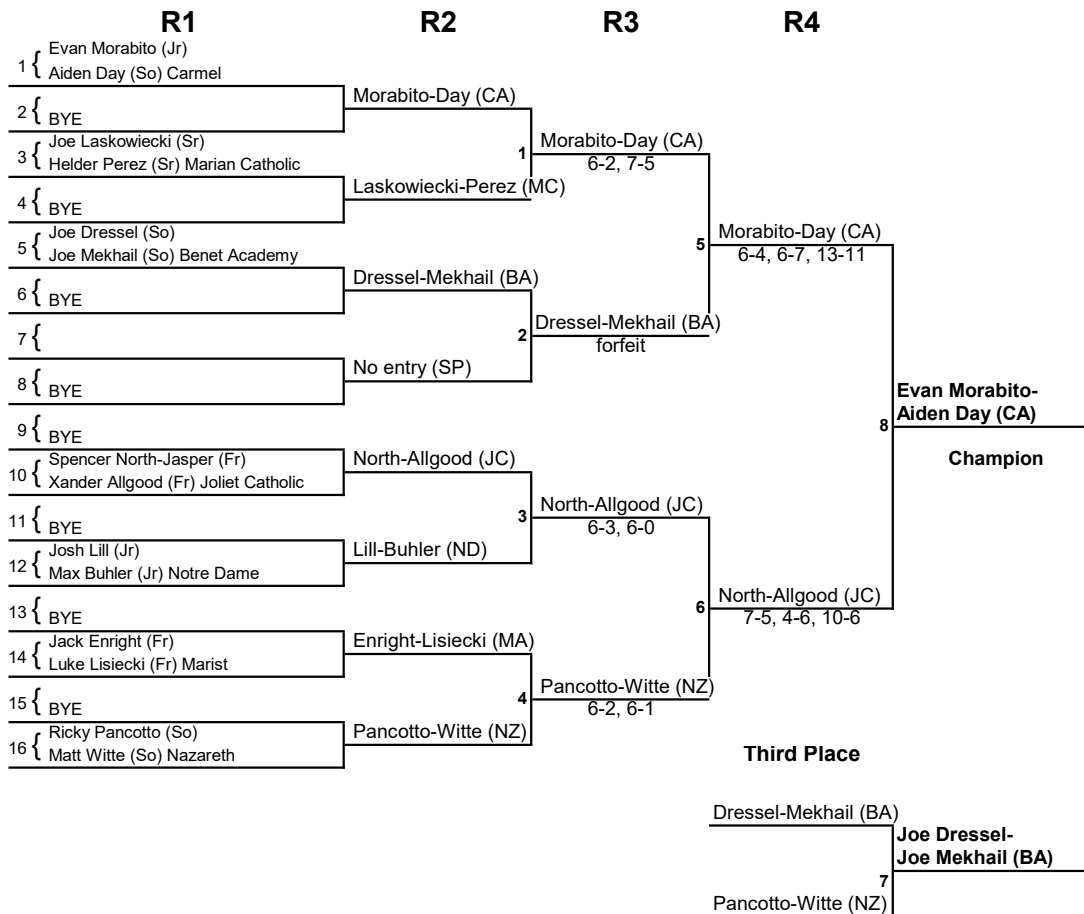 R1 R2 R3 R4
Evan Morabito (Jr)
1 {
Aiden Day (So) Carmel
Morabito-Day (CA)
2 { BYE
Joe Laskowiecki (Sr)
3 {
Helder Perez (Sr) Marian Catholic
1
Morabito-Day (CA)
6-2, 7-5
Laskowiecki-Perez (MC)
4 { BYE
Joe Dressel (So)
5 {
Joe Mekhail (So) Benet Academy
5
Morabito-Day (CA)
6-4, 6-7, 13-11
Dressel-Mekhail (BA)
6 { BYE
7 {
2
Dressel-Mekhail (BA)
forfeit
No entry (SP)
8 { BYE
Evan Morabito-
Aiden Day (CA)
8
Champion
9 { BYE
Spencer North-Jasper (Fr)
10 {
Xander Allgood (Fr) Joliet Catholic
North-Allgood (JC)
11 { BYE
3
North-Allgood (JC)
6-3, 6-0
Josh Lill (Jr)
12 {
Max Buhler (Jr) Notre Dame
Lill-Buhler (ND)
13 { BYE
6
North-Allgood (JC)
7-5, 4-6, 10-6
Jack Enright (Fr)
14 {
Luke Lisiecki (Fr) Marist
Enright-Lisiecki (MA)
15 { BYE
4
Pancotto-Witte (NZ)
6-2, 6-1
Ricky Pancotto (So)
16 {
Matt Witte (So) Nazareth
Pancotto-Witte (NZ)
Third Place
Dressel-Mekhail (BA)
Joe Dressel-
Joe Mekhail (BA)
7
Pancotto-Witte (NZ)